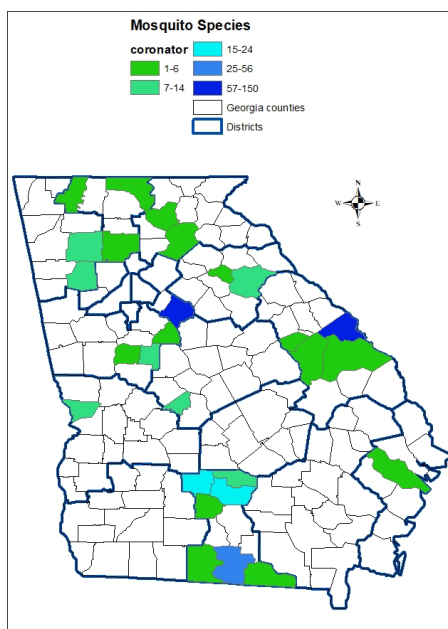 Mosquito Species
coronator
1-6
7-14
15-24
25-56
57-150
Georgia counties
Districts
N
W E
S